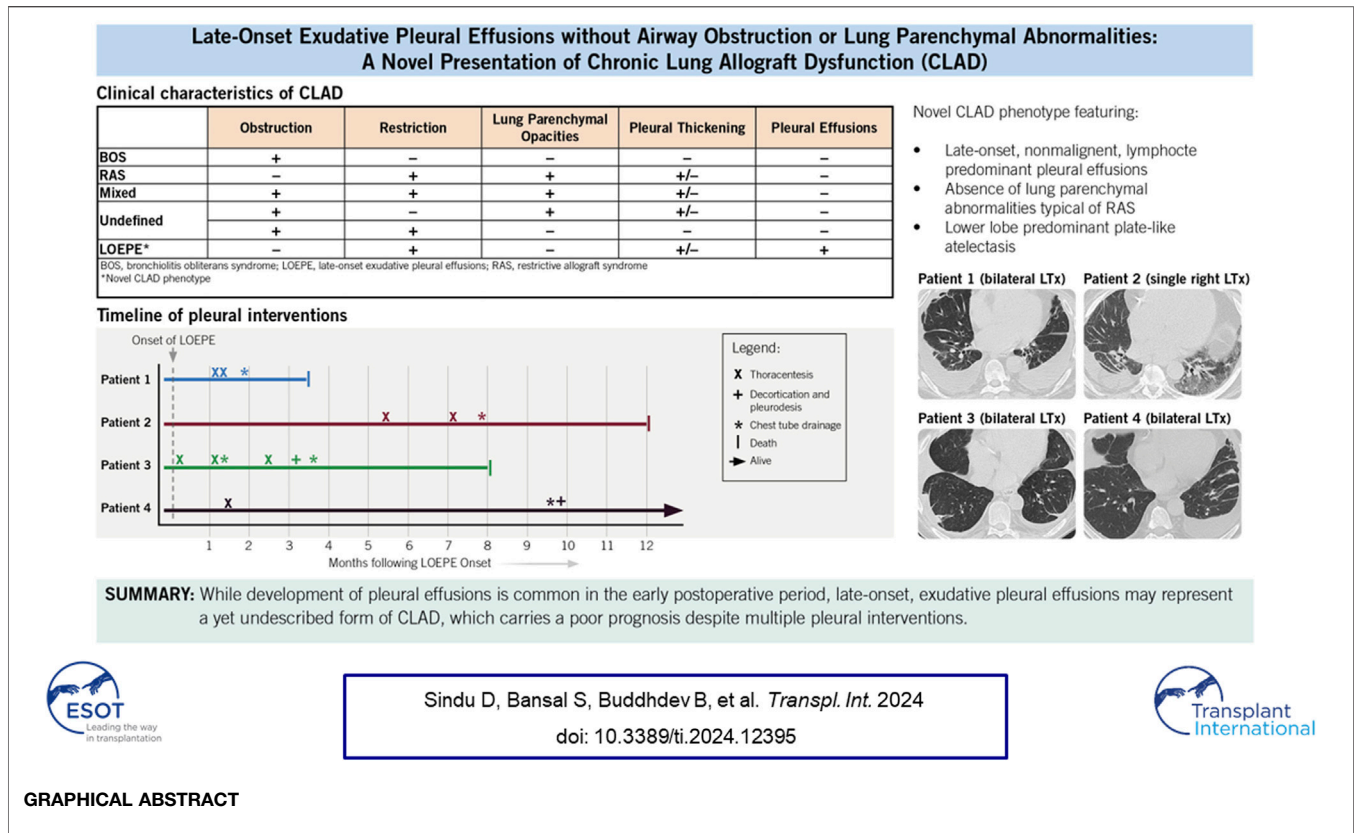 Late-Onset Exudative Pleural Effusions without Airway Obstruction or Lung Parenchymal Abnormalities:
A Novel Presentation of Chronic Lung Allograft Dysfunction (CLAD)
Clinical characteristics of CLAD
Obstruction Restriction Lung Parenchymal Opacities Pleural Thickening Pleural Effusions
BOS + – – – –
RAS – + + +/– –
Mixed + + + +/– –
Undefined + – + +/– –
+ + – – –
LOEPE* – + – +/– +
BOS, bronchiolitis obliterans syndrome; LOEPE, late-onset exudative pleural effusions; RAS, restrictive allograft syndrome
*Novel CLAD phenotype
Novel CLAD phenotype featuring:
• Late-onset, nonmalignent, lymphocte
predominant pleural effusions
• Absence of lung parenchymal
abnormalities typical of RAS
• Lower lobe predominant plate-like
atelectasis
Patient 1 (bilateral LTx) Patient 2 (single right LTx)
Patient 3 (bilateral LTx) Patient 4 (bilateral LTx)
Timeline of pleural interventions
Onset of LOEPE
Patient 1 XX *
Patient 2 X X *
Patient 3 X X* X + *
Patient 4 X *+
1 2 3 4 5 6 7 8 9 10 11 12
Months following LOEPE Onset
Legend:
X Thoracentesis
+ Decortication and
pleurodesis
* Chest tube drainage
| Death
Alive
SUMMARY: While development of pleural effusions is common in the early postoperative period, late-onset, exudative pleural effusions may represent
a yet undescribed form of CLAD, which carries a poor prognosis despite multiple pleural interventions.
ESOT
Leading the way
in transplantation
Sindu D, Bansal S, Buddhdev B, et al. Transpl. Int. 2024
doi: 10.3389/ti.2024.12395
Transplant
International
GRAPHICAL ABSTRACT